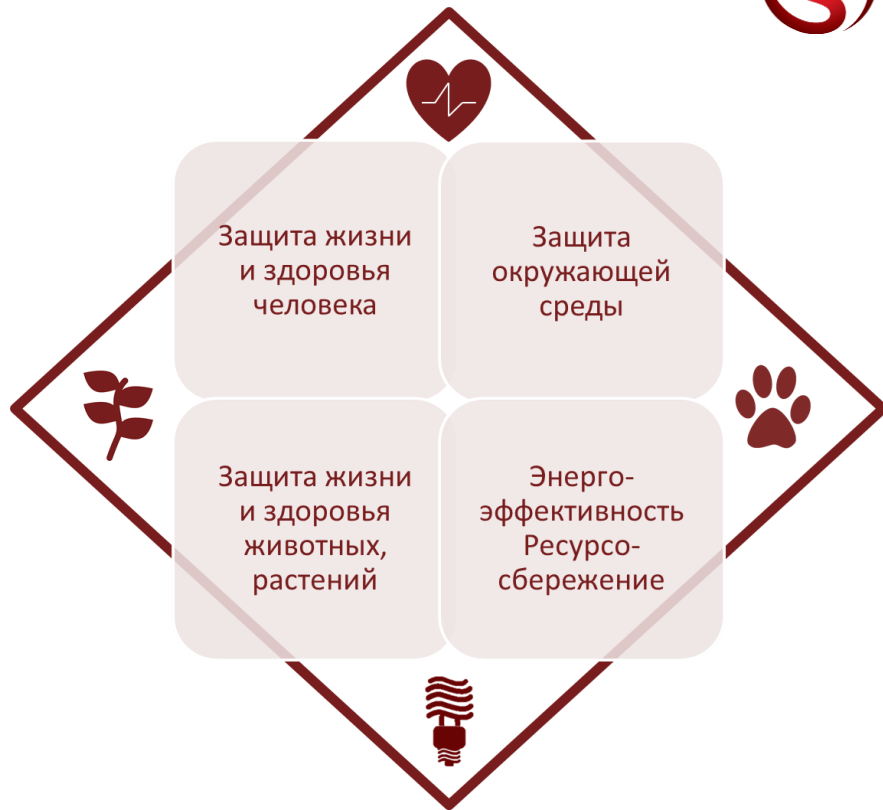 Защита жизни
и здоровья
человека
Защита
окружающей
среды
Защита жизни
и здоровья
животных,
растений
Энерго-
эффективность
Ресурсо-
сбережение